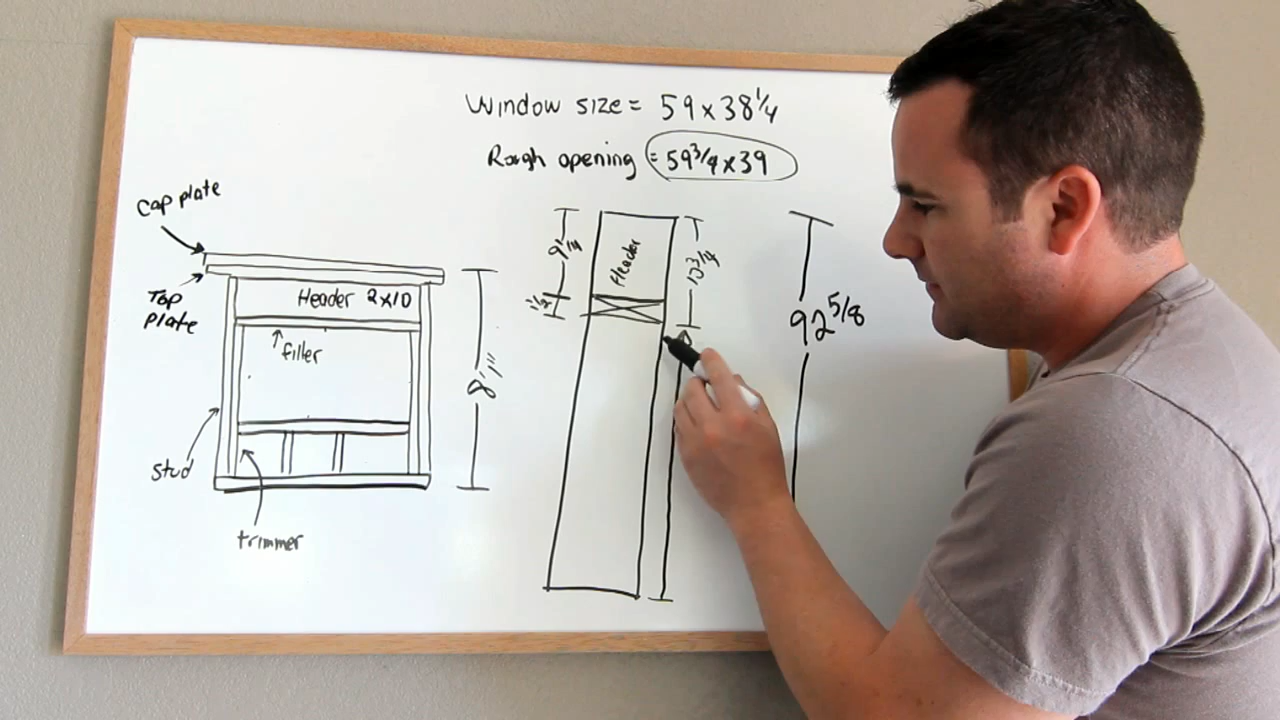 Window size = 59 x 38 1/4
Rough opening = 59 3/4 x 39
Cap plate
Top plate
Header 2x10
filler
stud
trimmer
8'1"
9 1/4
1 1/2
Header
10 3/4
92 5/8